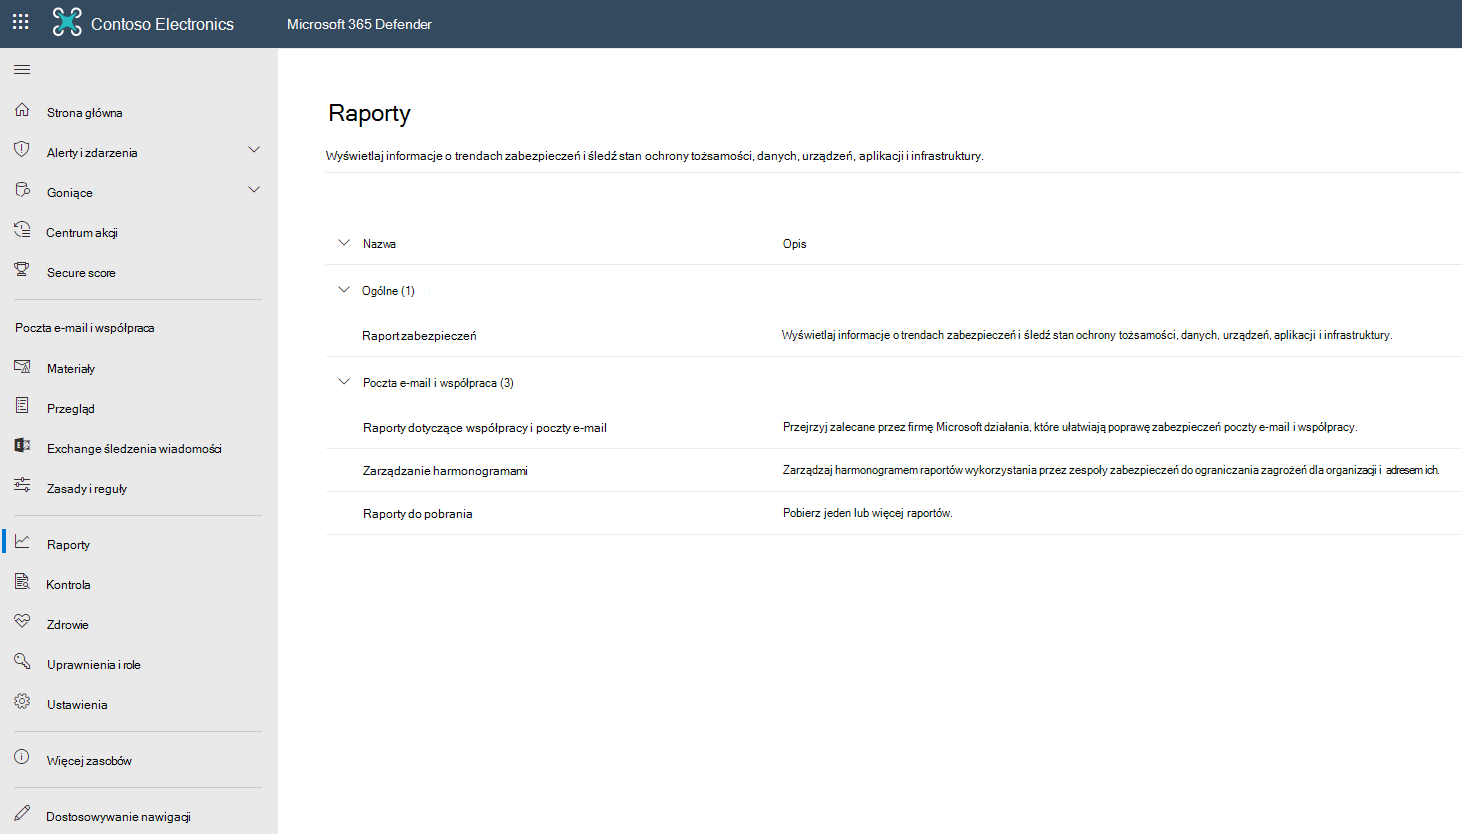 Contoso Electronics
Microsoft 365 Defender
Strona główna
Alerty i zdarzenia
Goniące
Centrum akcji
Secure score
Poczta e-mail i współpraca
Materiały
Przegląd
Exchange śledzenia wiadomości
Zasady i reguły
Raporty
Kontrola
Zdrowie
Uprawnienia i role
Ustawienia
Więcej zasobów
Dostosowywanie nawigacji
Raporty
Wyświetlaj informacje o trendach zabezpieczeń i śledź stan ochrony tożsamości, danych, urządzeń, aplikacji i infrastruktury.
Nazwa Opis
Ogólne (1)
Raport zabezpieczeń Wyświetlaj informacje o trendach zabezpieczeń i śledź stan ochrony tożsamości, danych, urządzeń, aplikacji i infrastruktury.
Poczta e-mail i współpraca (3)
Raporty dotyczące współpracy i poczty e-mail Przejrzyj zalecane przez firmę Microsoft działania, które ułatwiają poprawę zabezpieczeń poczty e-mail i współpracy.
Zarządzanie harmonogramami Zarządzaj harmonogramem raportów wykorzystania przez zespoły zabezpieczeń do ograniczania zagrożeń dla organizacji i adresem ich.
Raporty do pobrania Pobierz jeden lub więcej raportów.